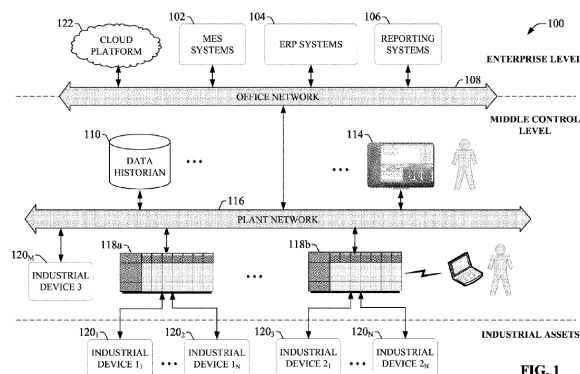 122
CLOUD
PLATFORM
102
MES
SYSTEMS
104
ERP SYSTEMS
106
REPORTING
SYSTEMS
100
ENTERPRISE LEVEL
108
OFFICE NETWORK
MIDDLE CONTROL
LEVEL
110
DATA
HISTORIAN
114
116
PLANT NETWORK
120M
INDUSTRIAL
DEVICE 3
118a
118b
INDUSTRIAL ASSETS
1201
INDUSTRIAL
DEVICE 11
1202
INDUSTRIAL
DEVICE 1N
1203
INDUSTRIAL
DEVICE 21
120N
INDUSTRIAL
DEVICE 2N
FIG. 1